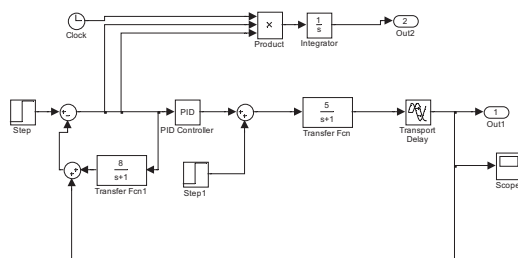 Clock
×
Product
1
s
Integrator
2
Out2
Step
PID
PID Controller
5
s+1
Transfer Fcn
Transport
Delay
1
Out1
8
s+1
Transfer Fcn1
Step1
Scope